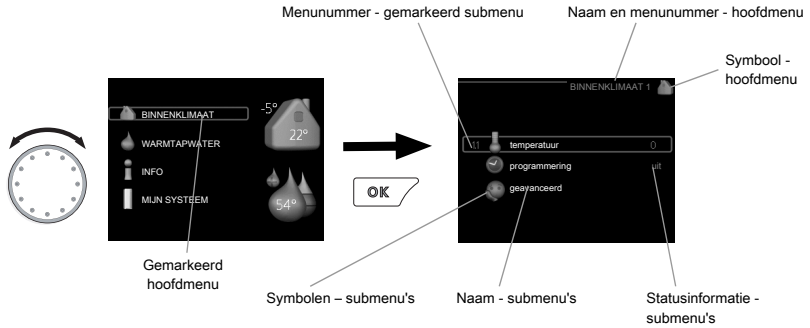 Menunummer - gemarkeerd submenu
Naam en menunummer - hoofdmenu
Symbool -
hoofdmenu
BINNENKLIMAAT
WARMTAPWATER
INFO
MIJN SYSTEEM
-5°
22°
54°
OK
BINNENKLIMAAT 1
1.1 temperatuur 0
programmering uit
geavanceerd
Gemarkeerd
hoofdmenu
Symbolen – submenu's
Naam - submenu's
Statusinformatie -
submenu's